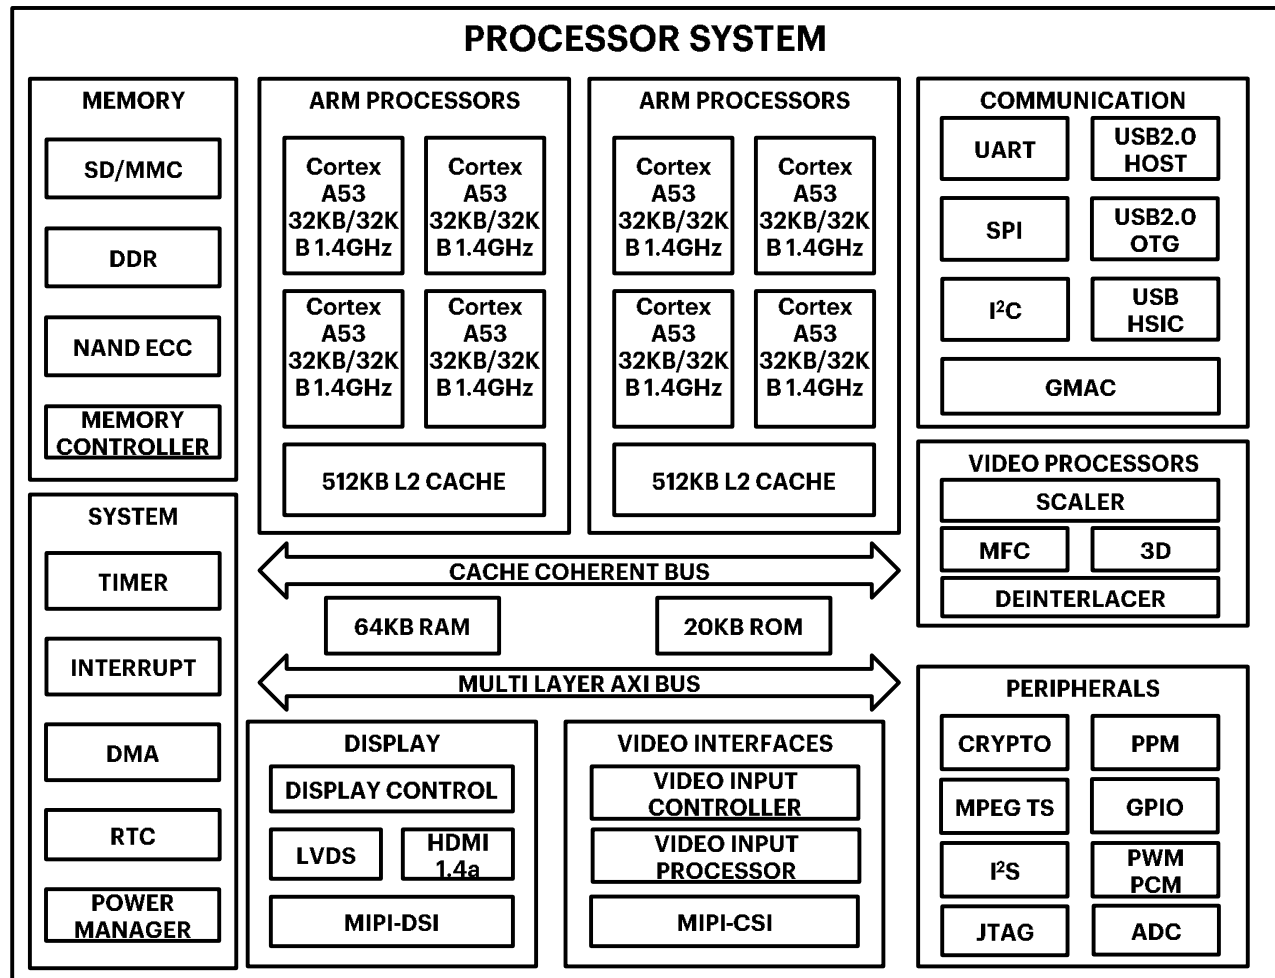 PROCESSOR SYSTEM
MEMORY
SD/MMC
DDR
NAND ECC
MEMORY
CONTROLLER
SYSTEM
TIMER
INTERRUPT
DMA
RTC
POWER
MANAGER
ARM PROCESSORS
Cortex
A53
32KB/32K
B 1.4GHz
Cortex
A53
32KB/32K
B 1.4GHz
Cortex
A53
32KB/32K
B 1.4GHz
Cortex
A53
32KB/32K
B 1.4GHz
512KB L2 CACHE
ARM PROCESSORS
Cortex
A53
32KB/32K
B 1.4GHz
Cortex
A53
32KB/32K
B 1.4GHz
Cortex
A53
32KB/32K
B 1.4GHz
Cortex
A53
32KB/32K
B 1.4GHz
512KB L2 CACHE
CACHE COHERENT BUS
64KB RAM
20KB ROM
MULTI LAYER AXI BUS
DISPLAY
DISPLAY CONTROL
LVDS
HDMI
1.4a
MIPI-DSI
VIDEO INTERFACES
VIDEO INPUT
CONTROLLER
VIDEO INPUT
PROCESSOR
MIPI-CSI
COMMUNICATION
UART
USB2.0
HOST
SPI
USB2.0
OTG
I²C
USB
HSIC
GMAC
VIDEO PROCESSORS
SCALER
MFC
3D
DEINTERLACER
PERIPHERALS
CRYPTO
PPM
MPEG TS
GPIO
I²S
PWM
PCM
JTAG
ADC